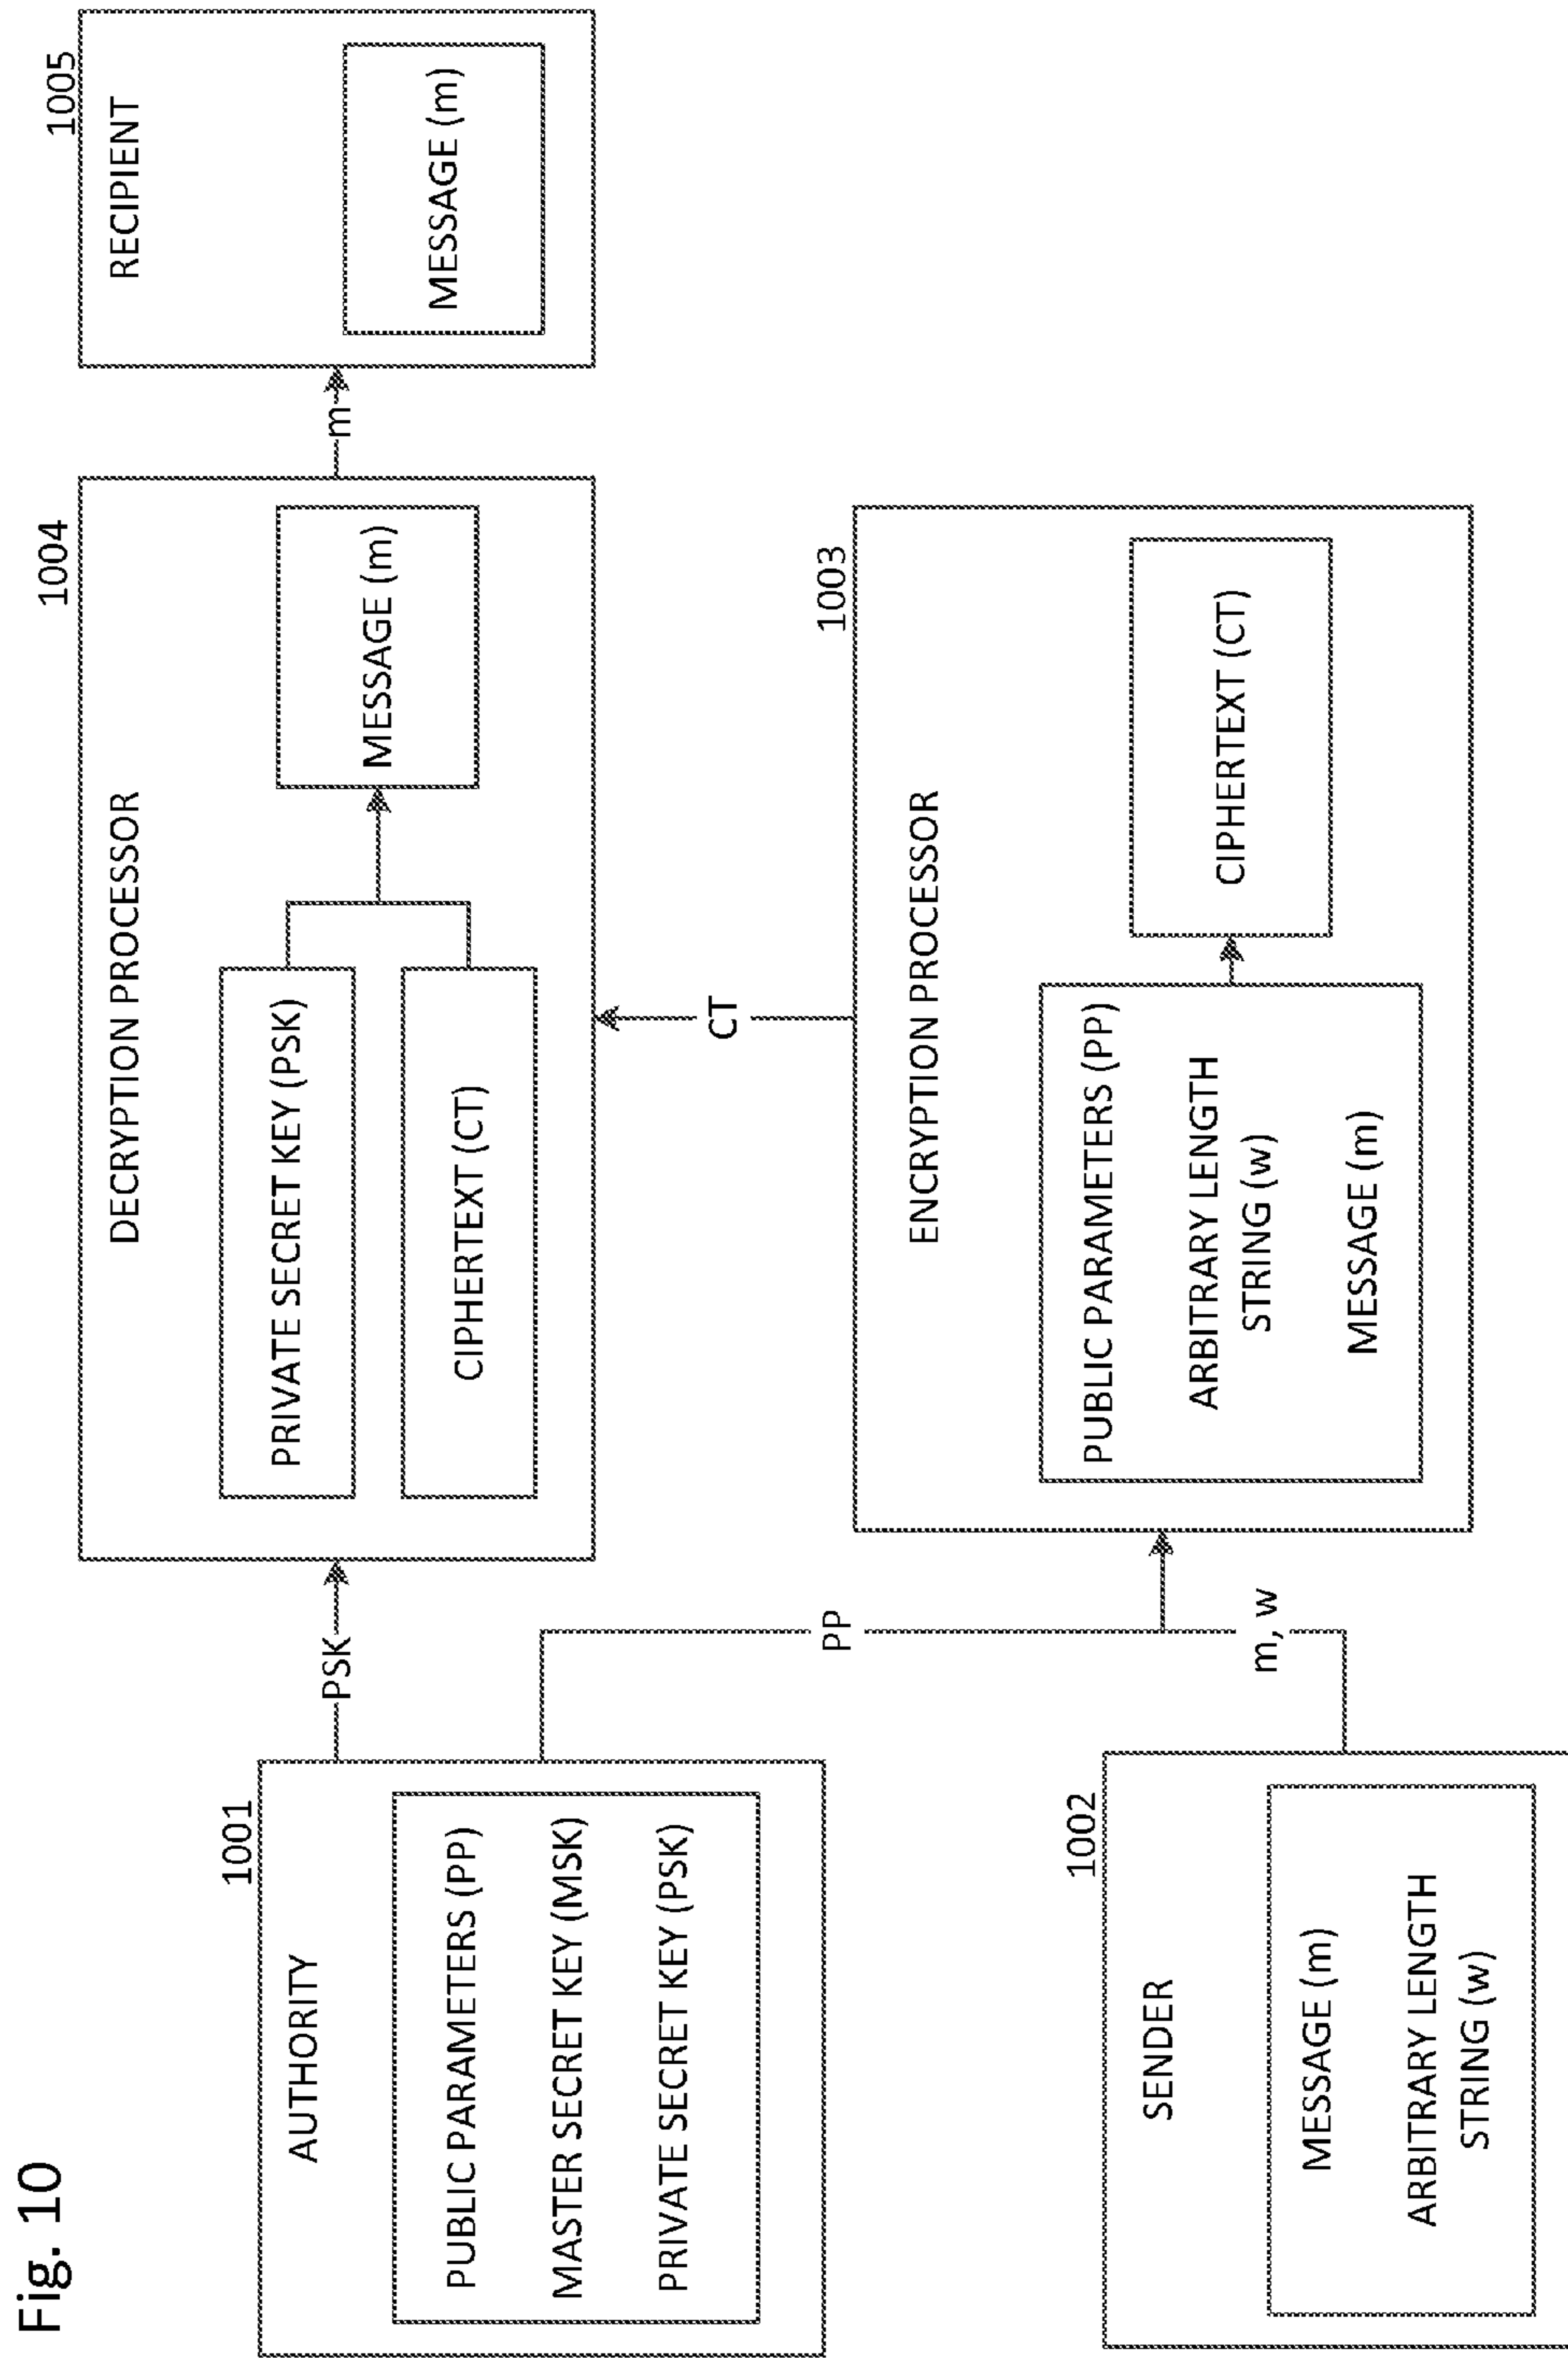 Fig. 10
1001
AUTHORITY
PUBLIC PARAMETERS (PP)
MASTER SECRET KEY (MSK)
PRIVATE SECRET KEY (PSK)
PSK
1004
DECRYPTION PROCESSOR
PRIVATE SECRET KEY (PSK)
CIPHERTEXT (CT)
MESSAGE (m)
m
1005
RECIPIENT
MESSAGE (m)
PP
CT
1002
SENDER
MESSAGE (m)
ARBITRARY LENGTH
STRING (w)
m, w
1003
ENCRYPTION PROCESSOR
PUBLIC PARAMETERS (PP)
ARBITRARY LENGTH
STRING (w)
MESSAGE (m)
CIPHERTEXT (CT)